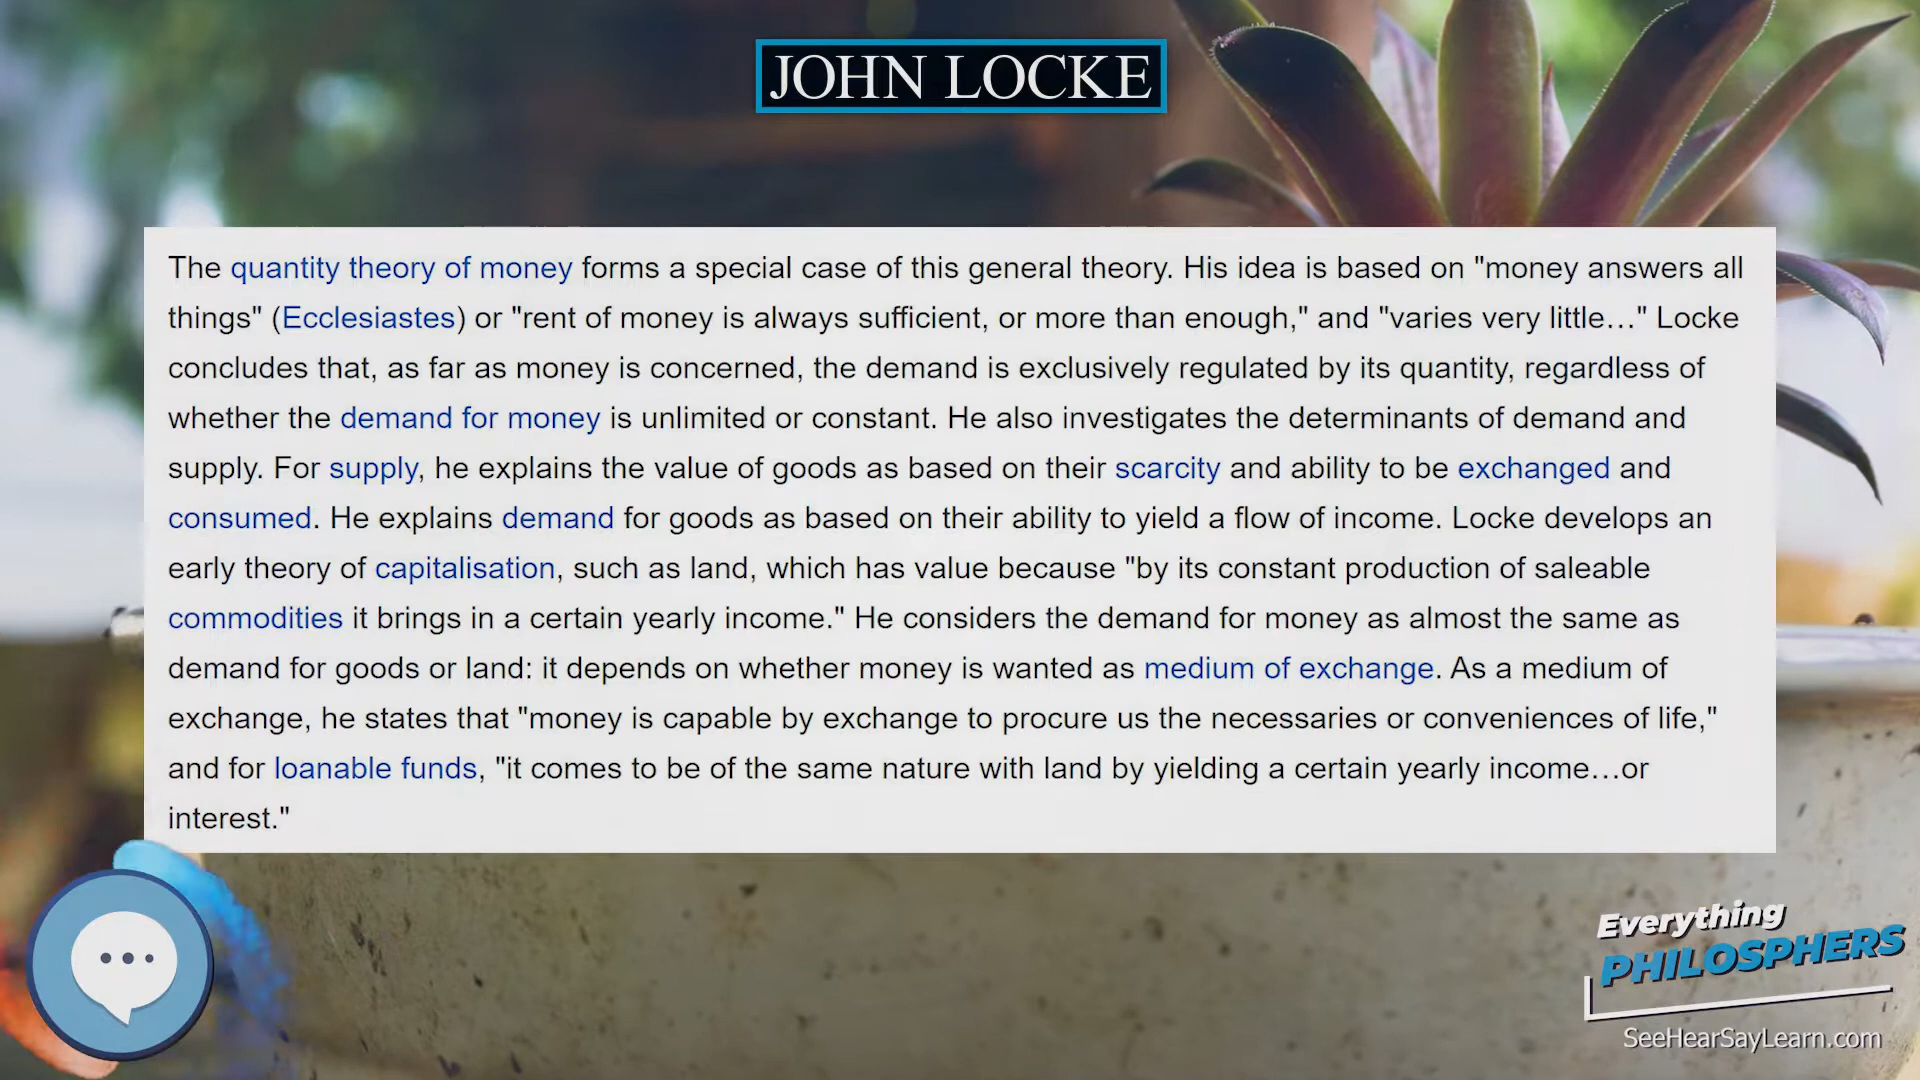 JOHN LOCKE
The quantity theory of money forms a special case of this general theory. His idea is based on "money answers all
things" (Ecclesiastes) or "rent of money is always sufficient, or more than enough," and "varies very little…" Locke
concludes that, as far as money is concerned, the demand is exclusively regulated by its quantity, regardless of
whether the demand for money is unlimited or constant. He also investigates the determinants of demand and
supply. For supply, he explains the value of goods as based on their scarcity and ability to be exchanged and
consumed. He explains demand for goods as based on their ability to yield a flow of income. Locke develops an
early theory of capitalisation, such as land, which has value because "by its constant production of saleable
commodities it brings in a certain yearly income." He considers the demand for money as almost the same as
demand for goods or land: it depends on whether money is wanted as medium of exchange. As a medium of
exchange, he states that "money is capable by exchange to procure us the necessaries or conveniences of life,"
and for loanable funds, "it comes to be of the same nature with land by yielding a certain yearly income…or
interest."
Everything
PHILOSPHERS
SeeHearSayLearn.com